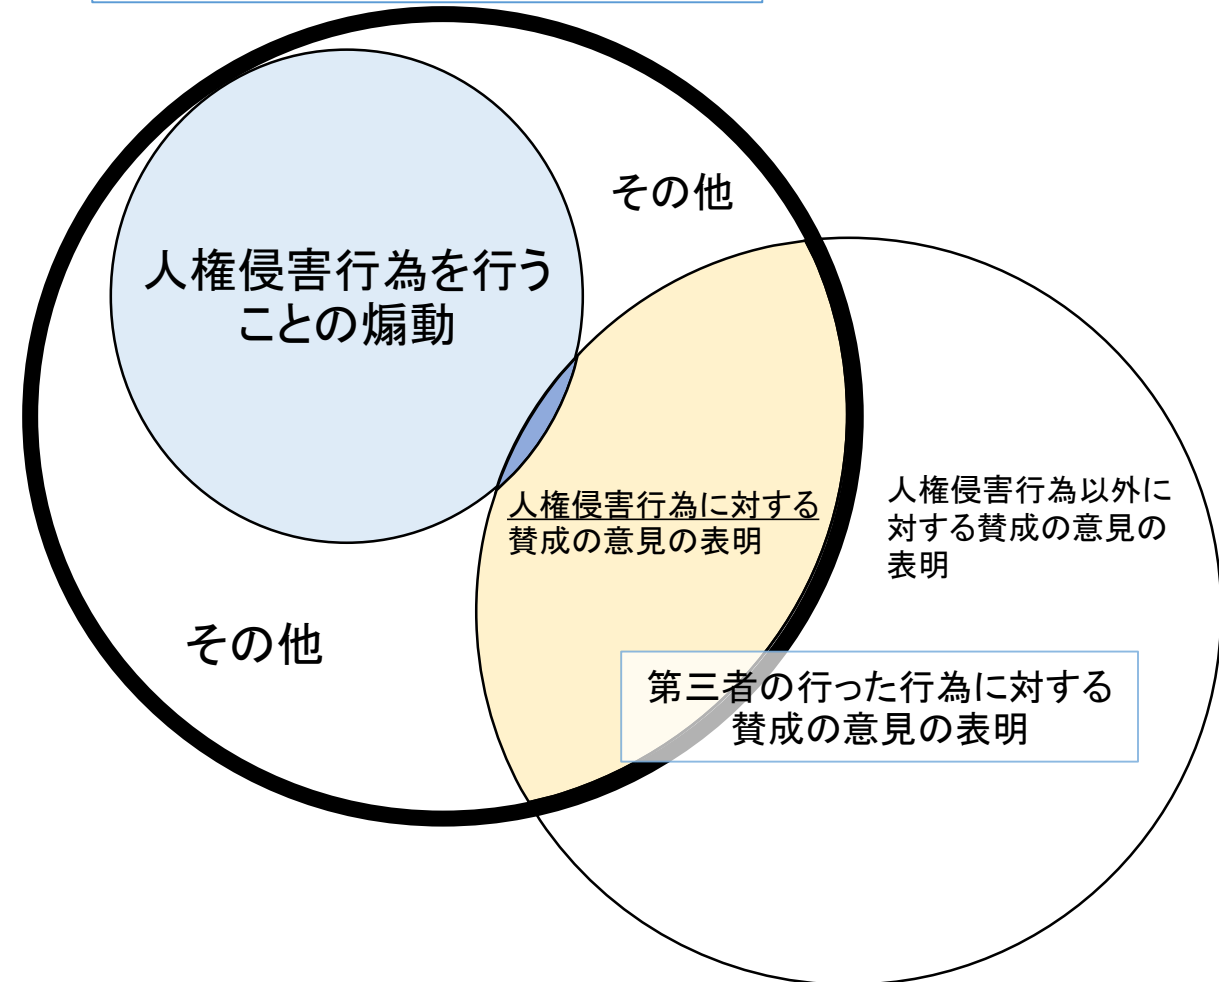 その他
人権侵害行為を行う
ことの煽動
人権侵害行為に対する
賛成の意見の表明
人権侵害行為以外に
対する賛成の意見の
表明
その他
第三者の行った行為に対する
賛成の意見の表明